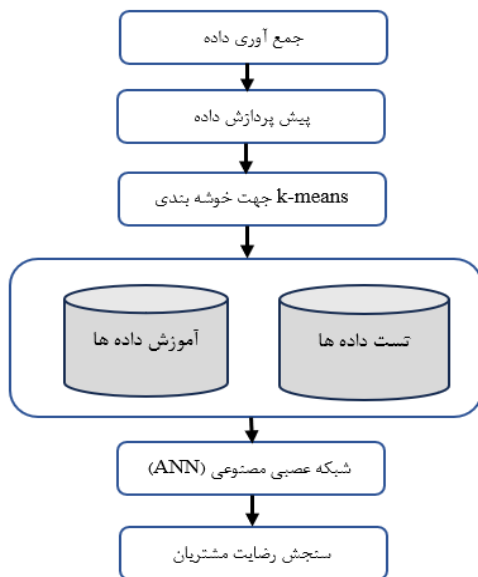 جمع آوری داده
پیش پردازش داده
k-means جهت خوشه بندی
تست داده ها
آموزش داده ها
شبکه عصبی مصنوعی (ANN)
سنجش رضایت مشتریان